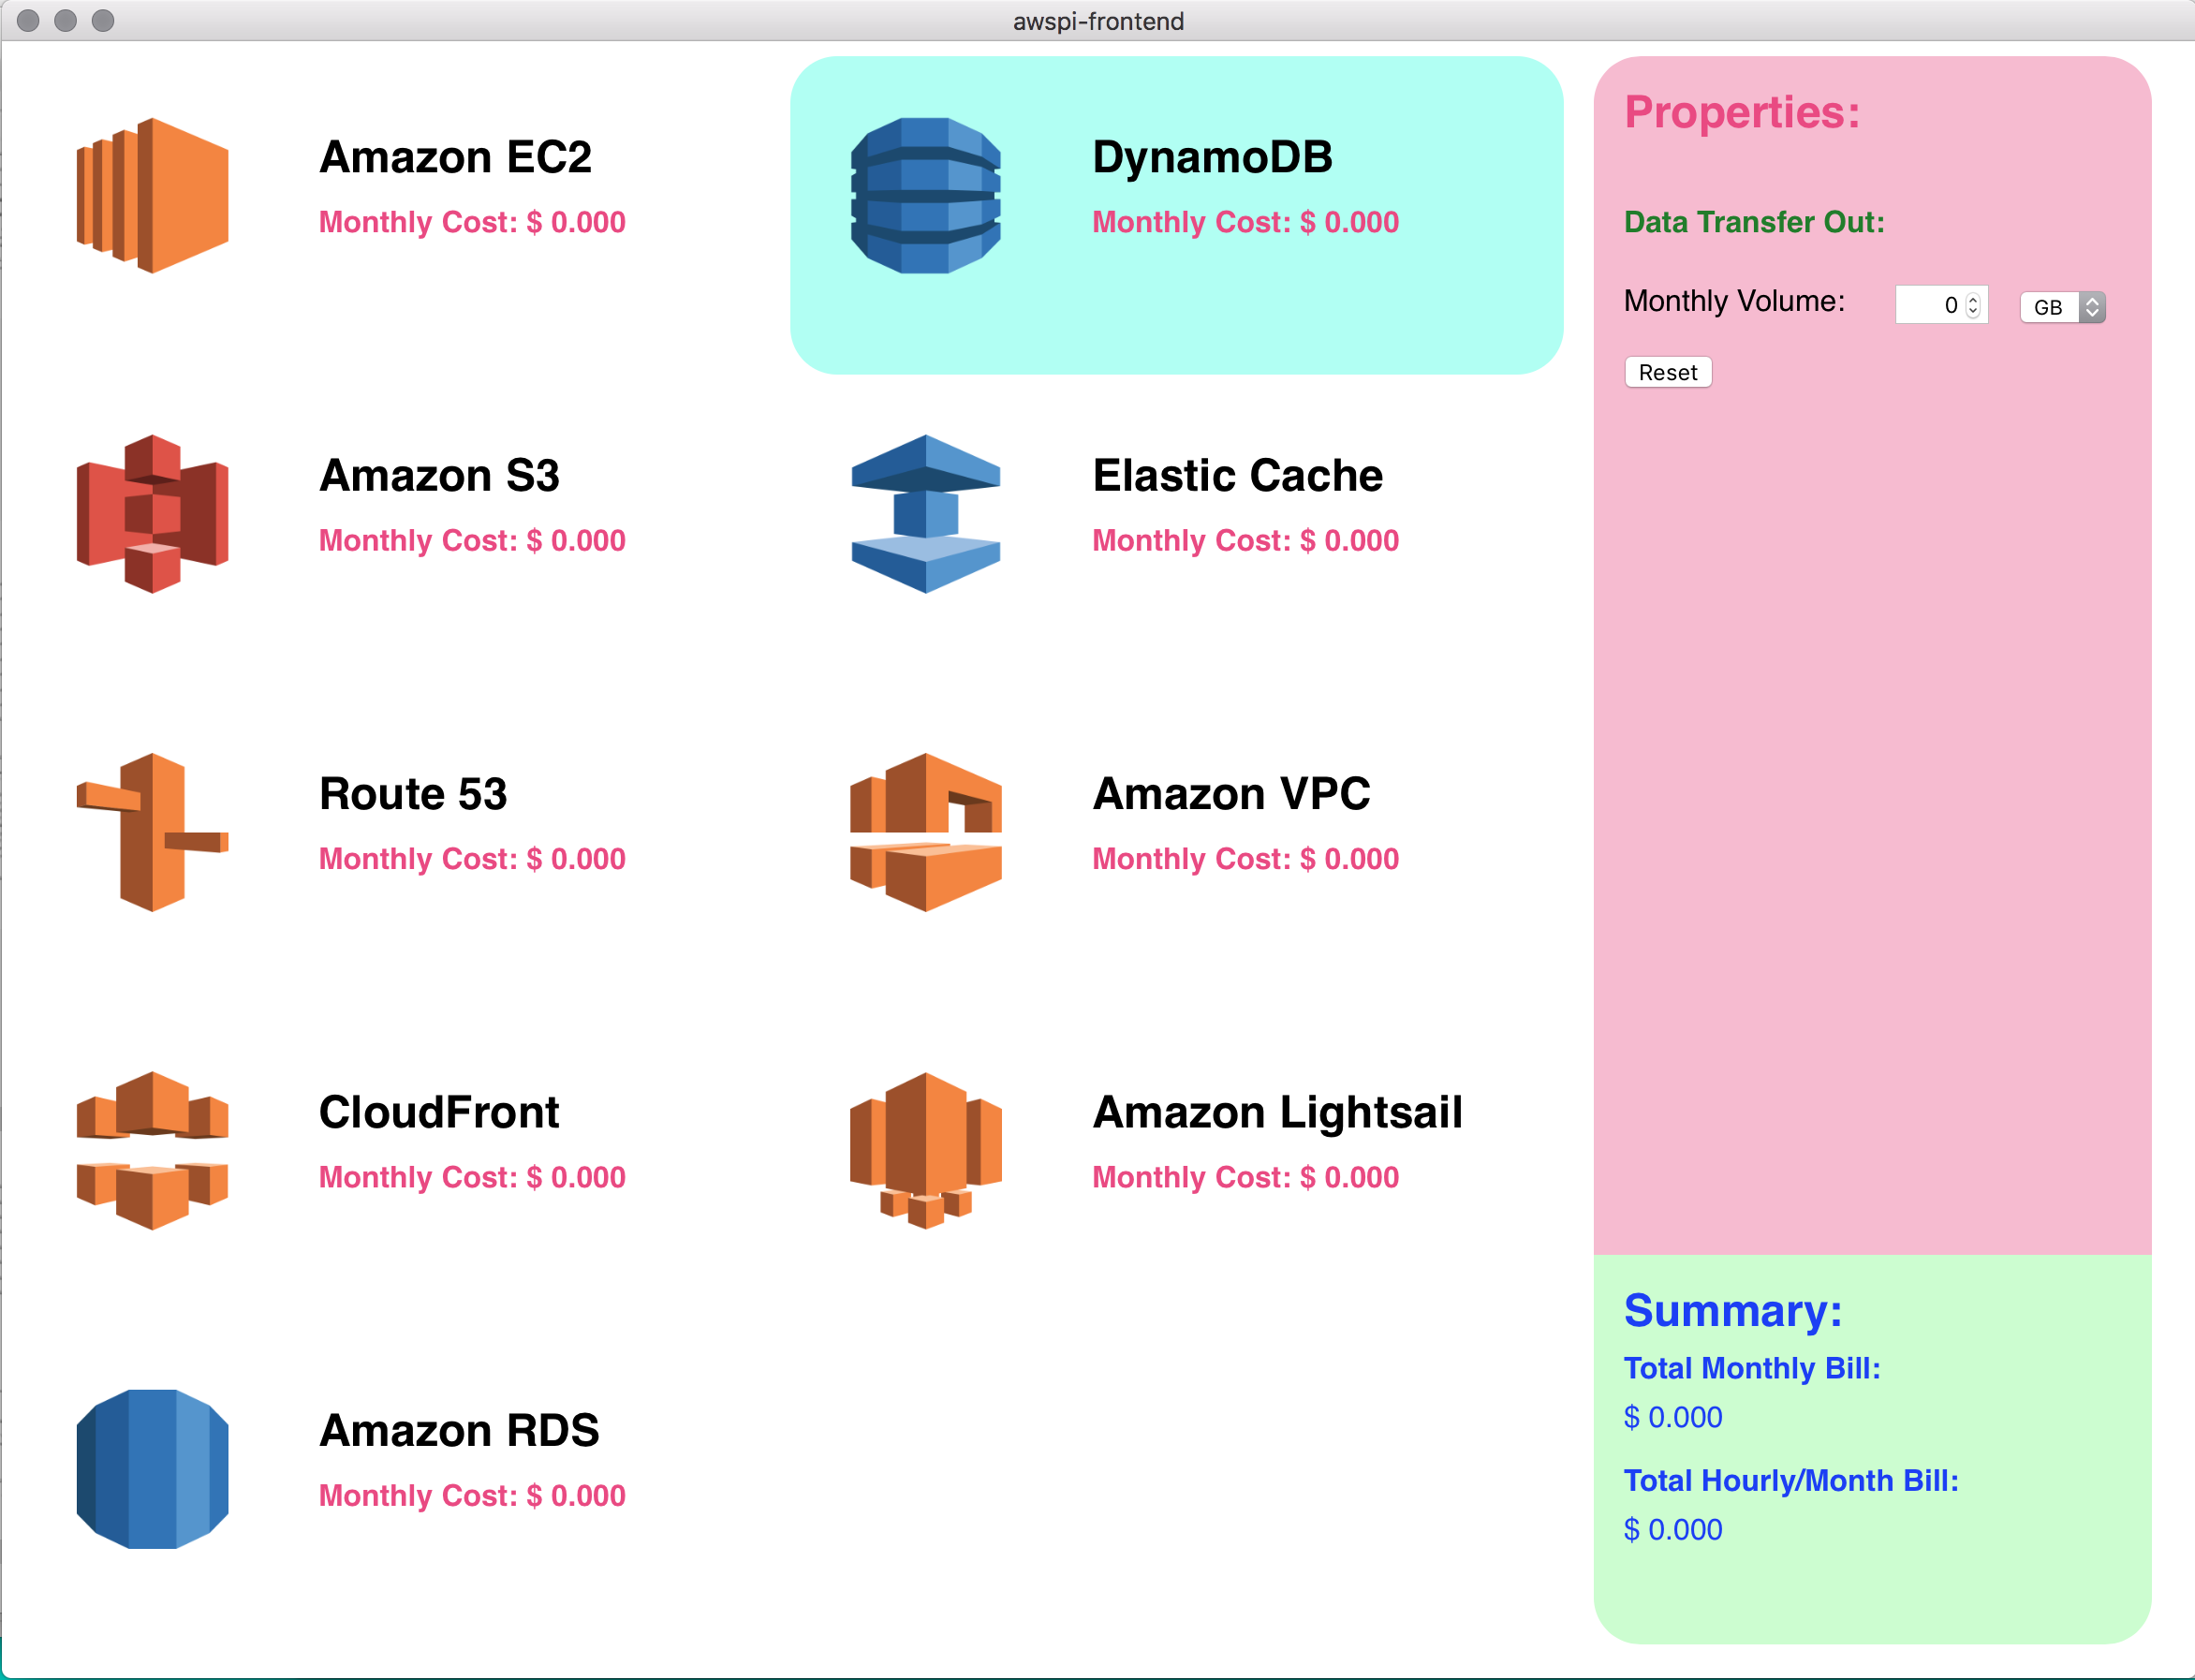 awspi-frontend
Amazon EC2
Monthly Cost: $ 0.000
DynamoDB
Monthly Cost: $ 0.000
Amazon S3
Monthly Cost: $ 0.000
Elastic Cache
Monthly Cost: $ 0.000
Route 53
Monthly Cost: $ 0.000
Amazon VPC
Monthly Cost: $ 0.000
CloudFront
Monthly Cost: $ 0.000
Amazon Lightsail
Monthly Cost: $ 0.000
Amazon RDS
Monthly Cost: $ 0.000
Properties:
Data Transfer Out:
Monthly Volume: 0 GB
Reset
Summary:
Total Monthly Bill:
$ 0.000
Total Hourly/Month Bill:
$ 0.000